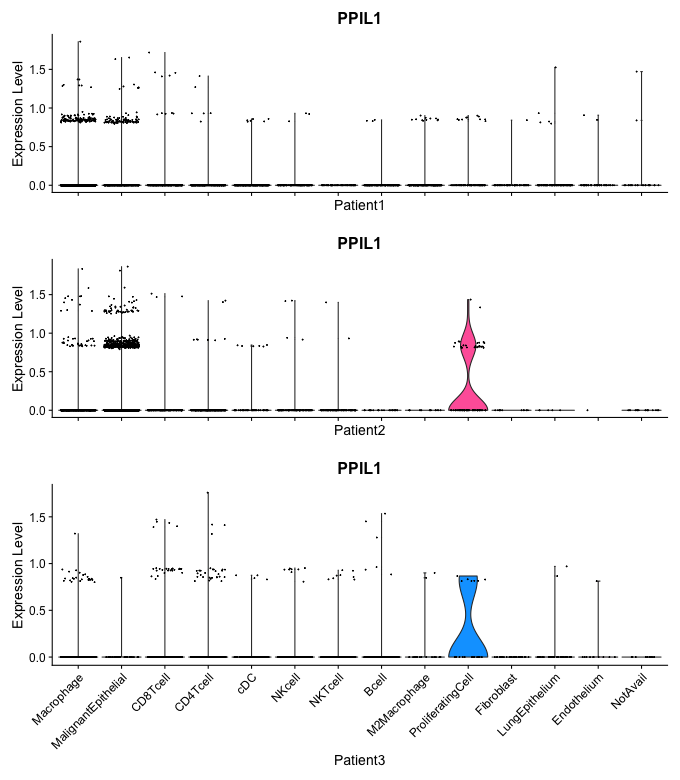 PPIL1
Expression Level
1.5
1.0
0.5
0.0
Patient1
PPIL1
Expression Level
1.5
1.0
0.5
0.0
Patient2
PPIL1
Expression Level
1.5
1.0
0.5
0.0
Macrophage
MalignantEpithelial
CD8Tcell
CD4Tcell
cDC
NKcell
NKTcell
Bcell
M2Macrophage
ProliferatingCell
Fibroblast
LungEpithelium
Endothelium
NotAvail
Patient3